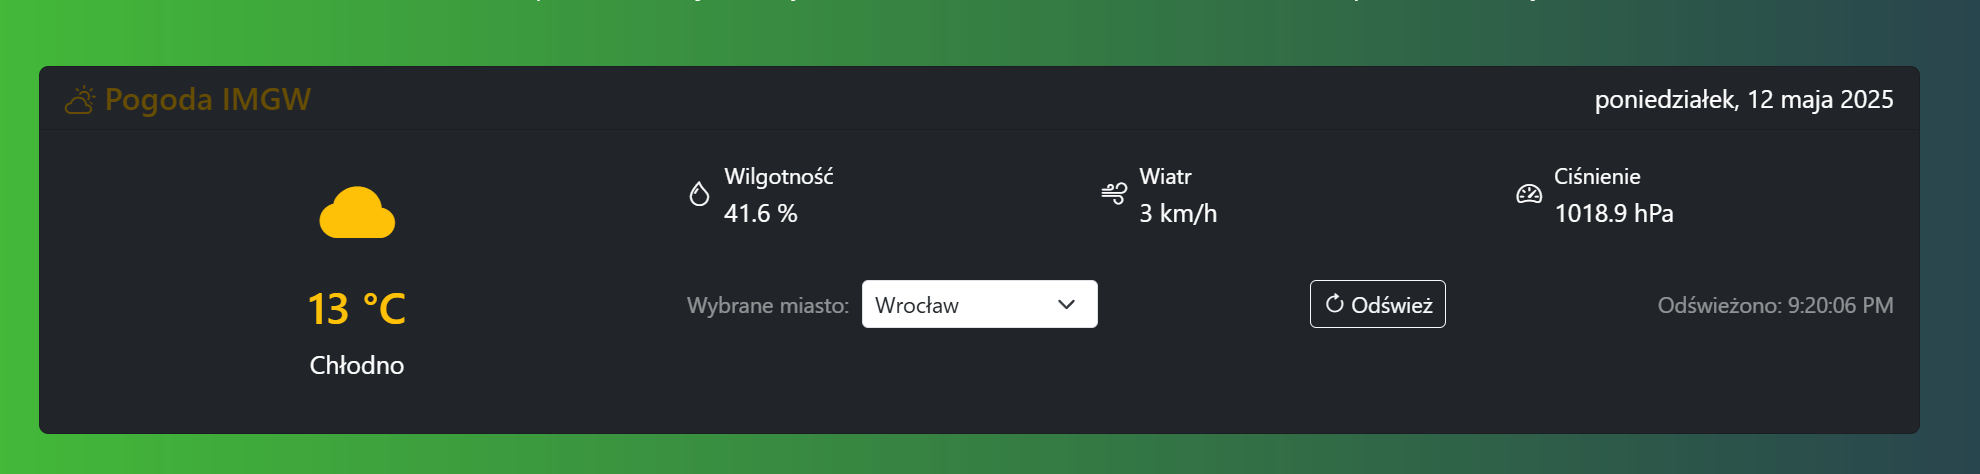 Pogoda IMGW
poniedziałek, 12 maja 2025
Wilgotność
41.6 %
Wiatr
3 km/h
Ciśnienie
1018.9 hPa
13 °C
Chłodno
Wybrane miasto:
Wrocław
Odśwież
Odświeżono: 9:20:06 PM